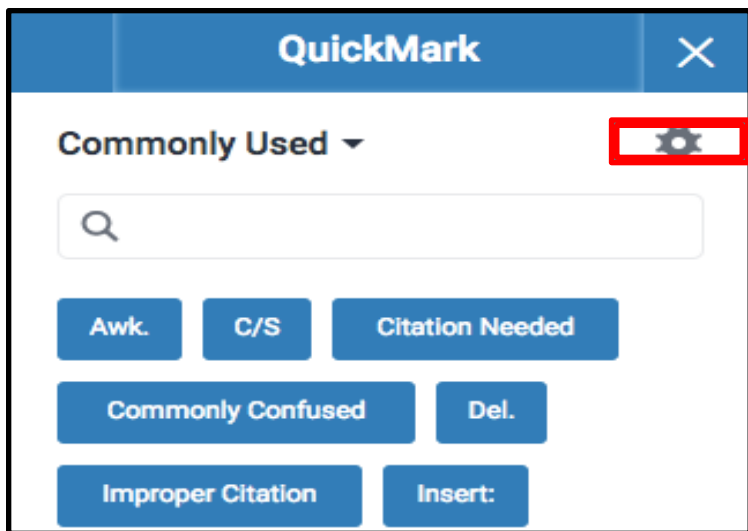 QuickMark
Commonly Used
Awk. C/S Citation Needed
Commonly Confused Del.
Improper Citation Insert: